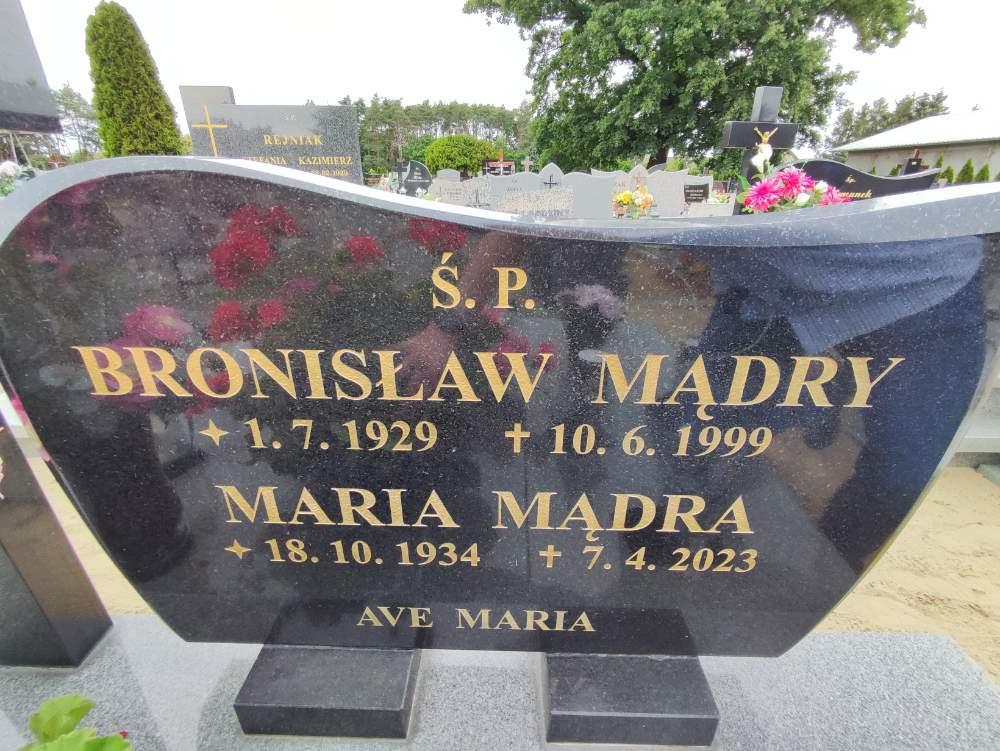 Ś.P.
REJNIAK
KAZIMIERZ
Ś. P.
BRONISŁAW MĄDRY
✦ 1. 7. 1929 ✝ 10. 6. 1999
MARIA MĄDRA
✦ 18. 10. 1934 ✝ 7. 4. 2023
AVE MARIA